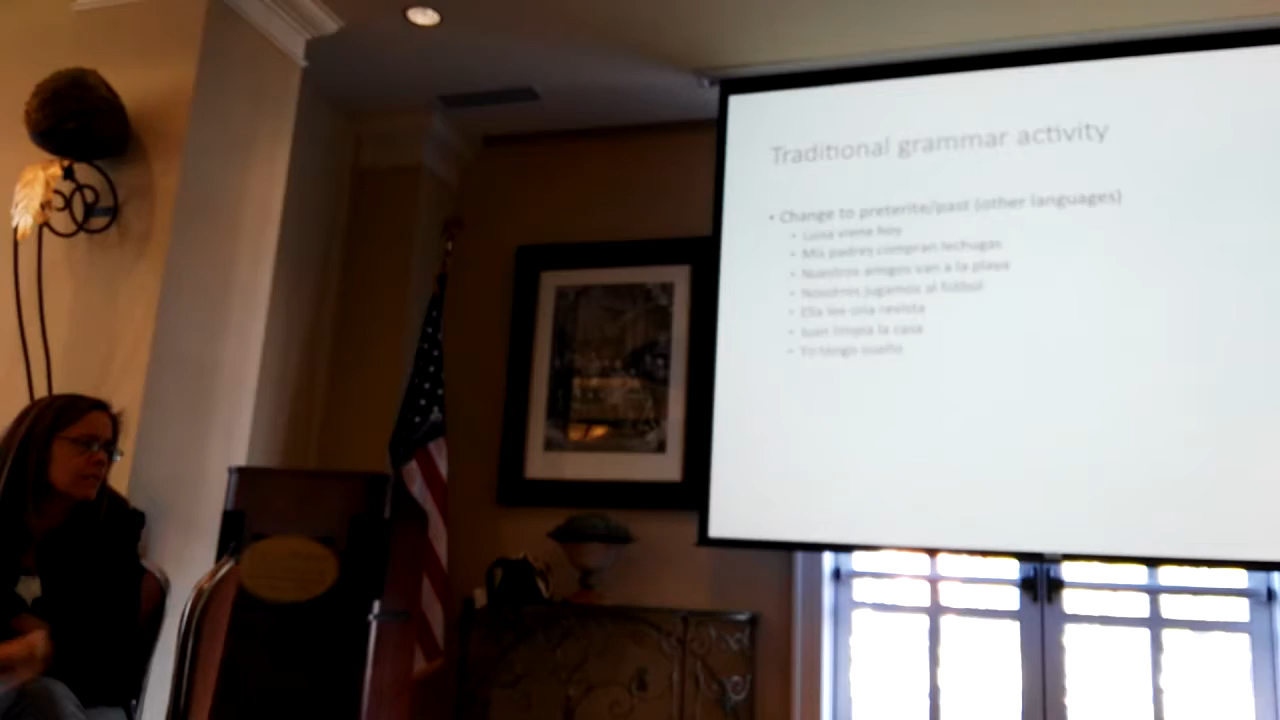 Traditional grammar activity
• Change to preterite/past (other languages)
• Luisa viene hoy
• Mis padres compran lechugas
• Nuestros amigos van a la playa
• Nosotros jugamos al fútbol
• Ella lee una revista
• Juan limpia la casa
• Yo tengo sueño